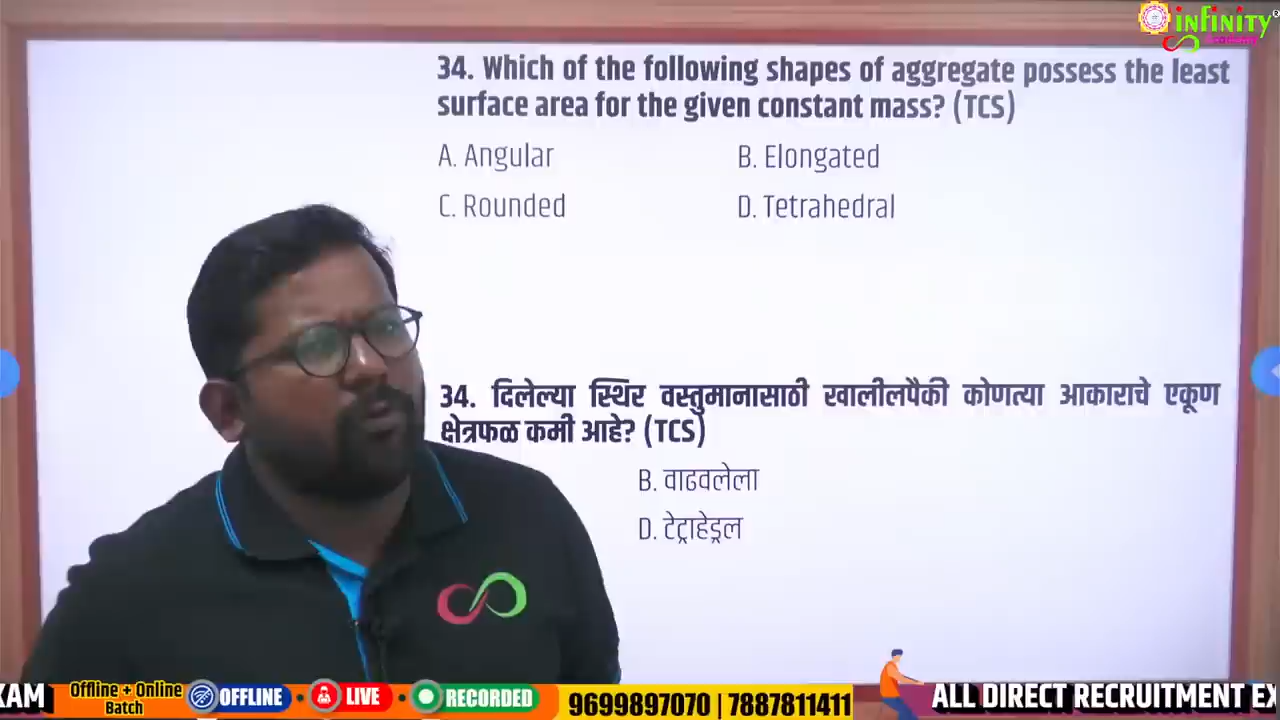 infinity
34. Which of the following shapes of aggregate possess the least
surface area for the given constant mass? (TCS)
A. Angular
B. Elongated
C. Rounded
D. Tetrahedral
34. दिलेल्या स्थिर वस्तुमानासाठी खालीलपैकी कोणत्या आकाराचे एकूण
क्षेत्रफळ कमी आहे? (TCS)
B. वाढवलेला
D. टेट्राहेड्रल
XAM
Offline + Online
Batch
OFFLINE
LIVE
RECORDED
9699897070 | 7887811411
ALL DIRECT RECRUITMENT EX